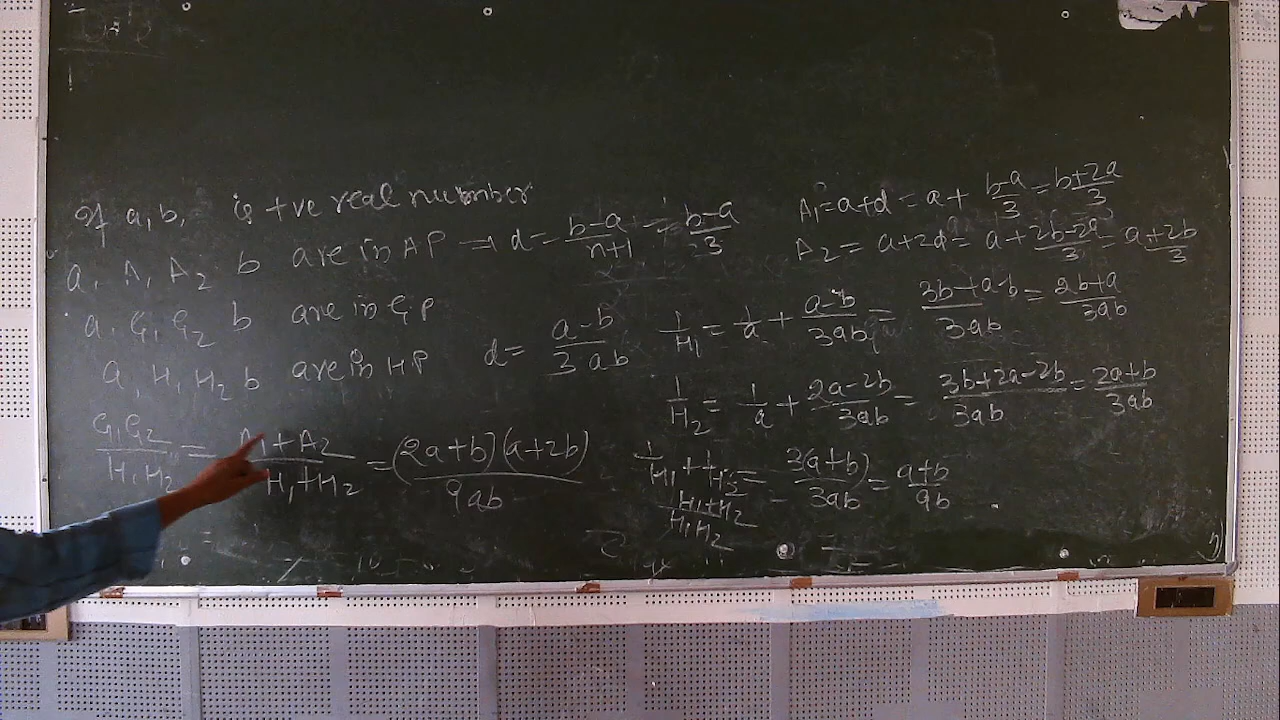 If a, b, is +ve real number
a, A₁ A₂ b are in AP → d = (b-a)/(n+1) = (b-a)/3
A₁ = a+d = a + (b-a)/3 = (b+2a)/3
A₂ = a+2d = a + (2b-2a)/3 = (a+2b)/3
a, G₁ G₂ b are in GP
a, H₁ H₂ b are in HP d = (a-b)/(3ab)
1/H₁ = 1/a + (a-b)/(3ab) = (3b+a-b)/(3ab) = (2b+a)/(3ab)
1/H₂ = 1/a + (2a-2b)/(3ab) = (3b+2a-2b)/(3ab) = (2a+b)/(3ab)
(G₁G₂)/(H₁H₂) = (A₁+A₂)/(H₁+H₂) = ((2a+b)(a+2b))/(9ab)
1/H₁ + 1/H₂ = 3(a+b)/(3ab) = (a+b)/(ab)
(H₁+H₂)/(H₁H₂)